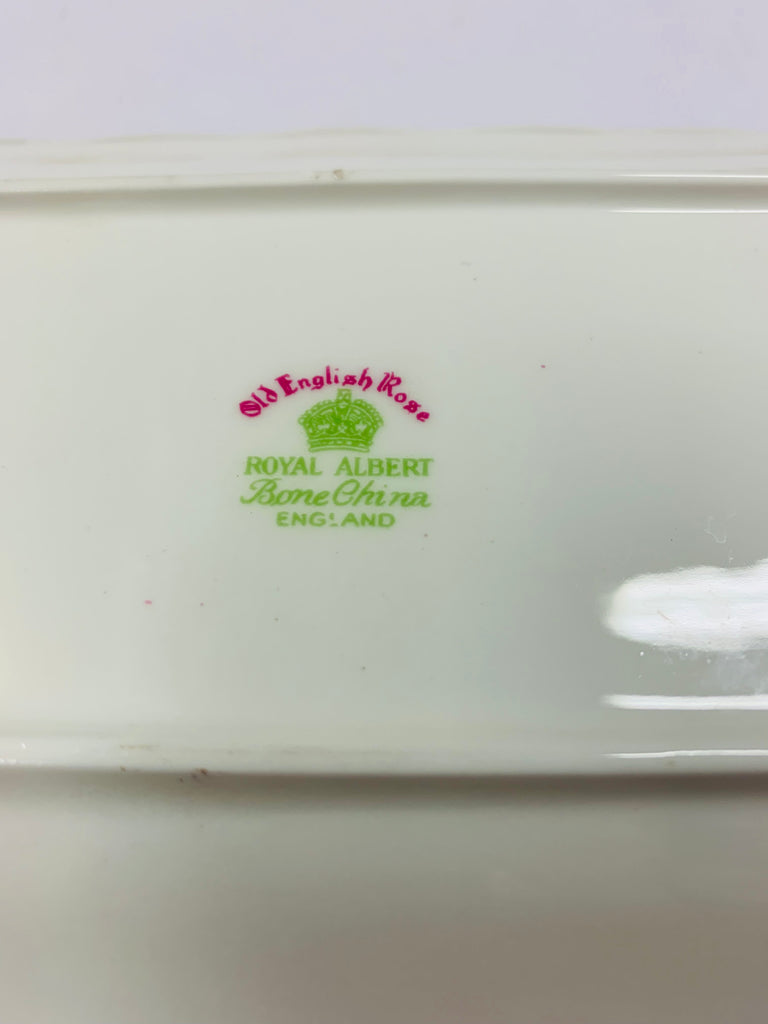 Old English Rose
ROYAL ALBERT
Bone China
ENGLAND